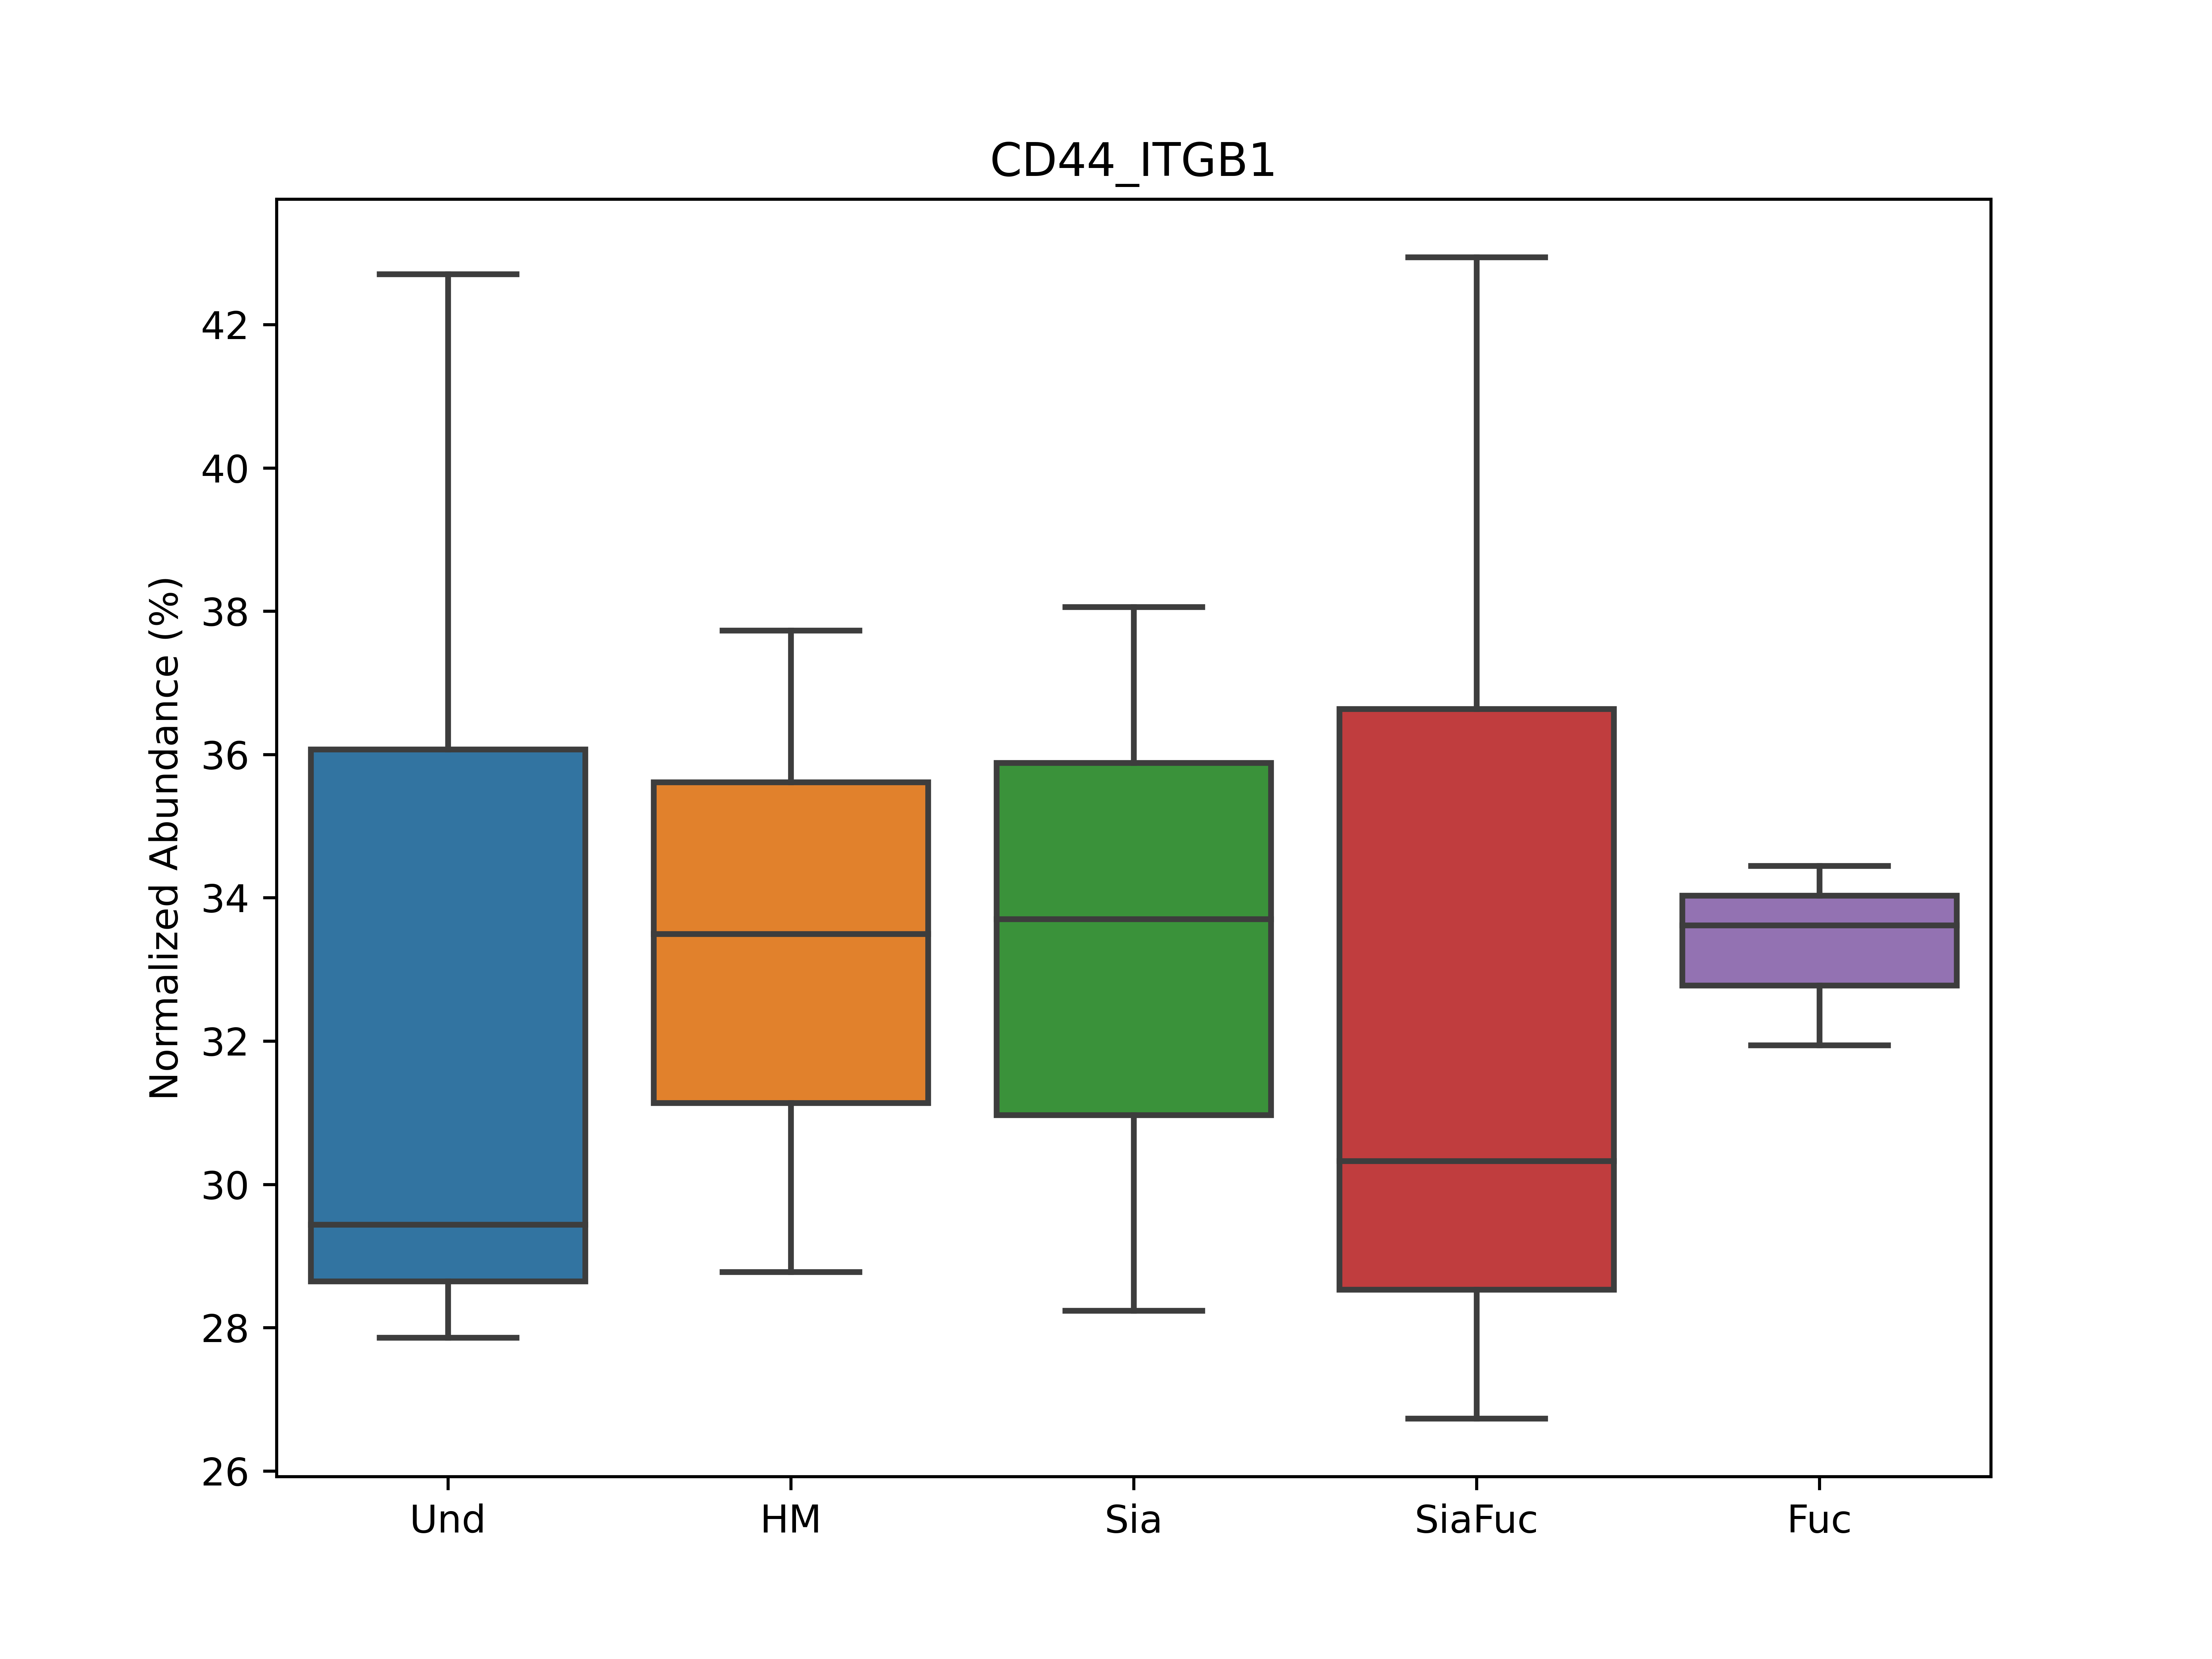 CD44_ITGB1
Normalized Abundance (%)
42
40
38
36
34
32
30
28
26
Und
HM
Sia
SiaFuc
Fuc